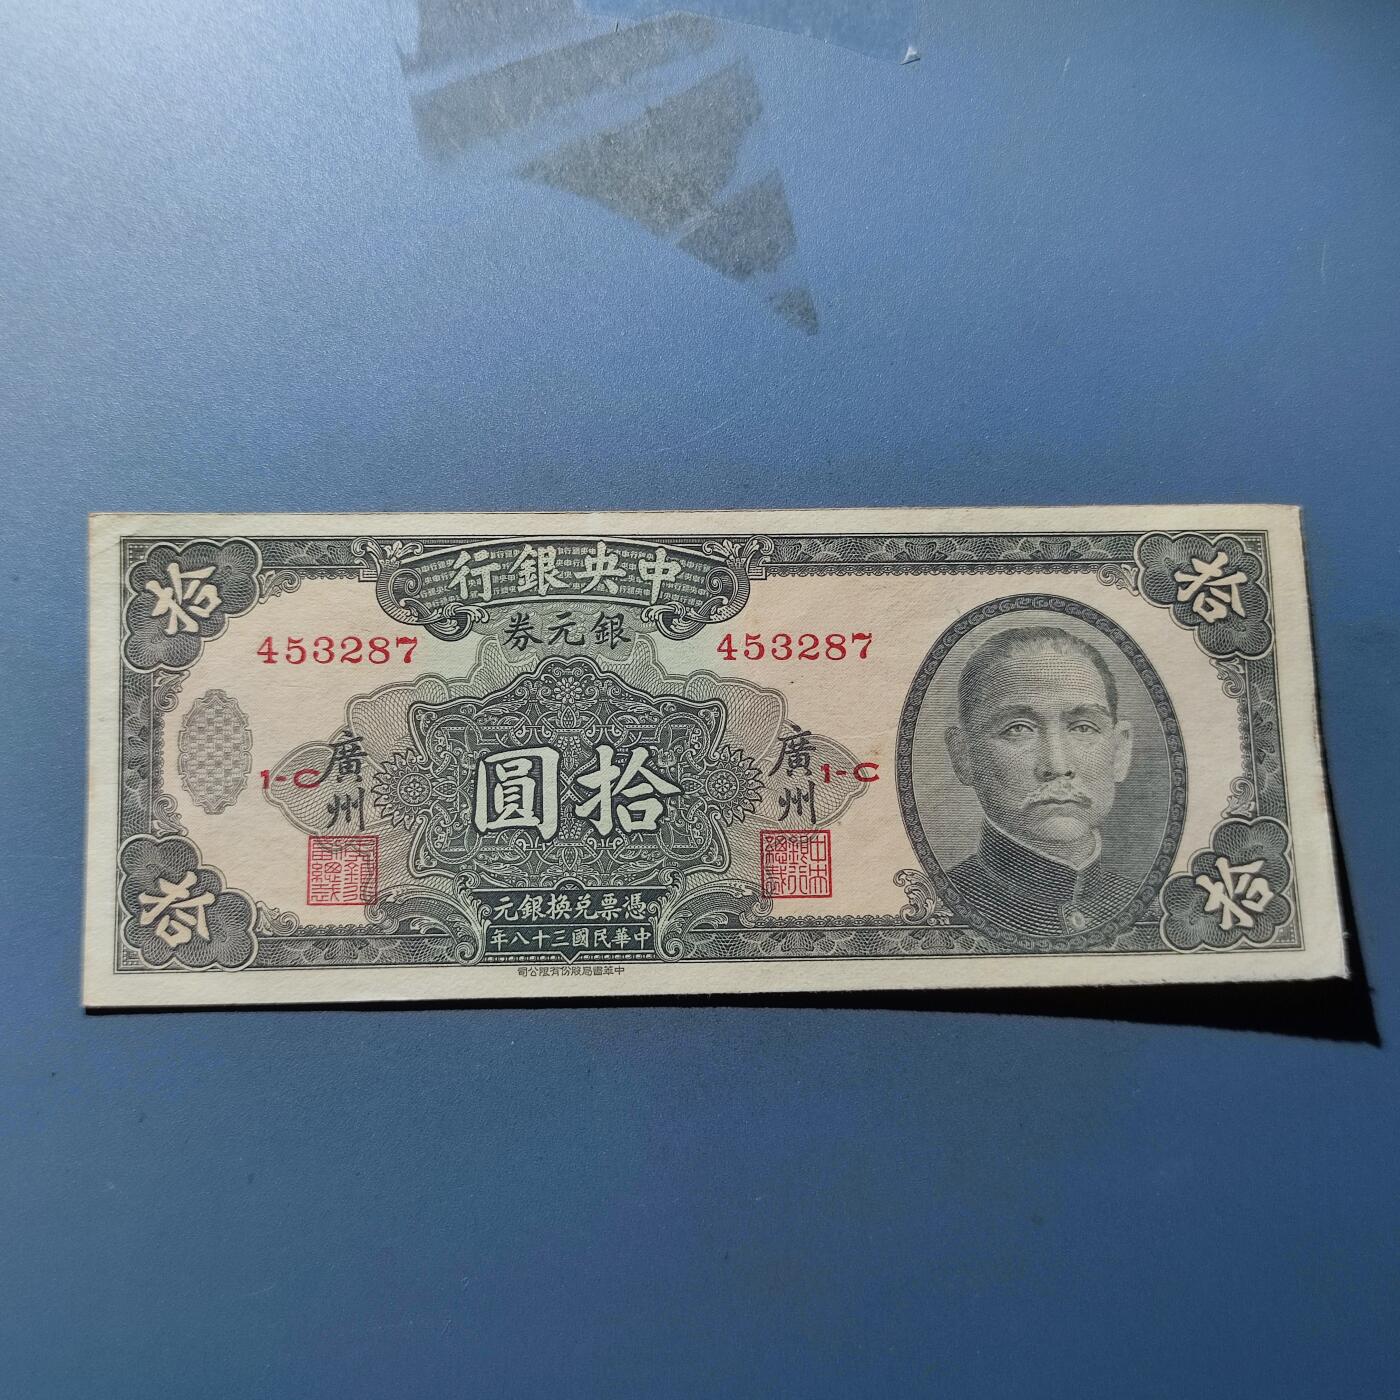 中央銀行
銀元券
拾
拾
453287
453287
拾圓
廣州
廣州
1-C
1-C
憑票兌換銀元
中華民國三十八年
拾
拾
中華書局股份有限公司